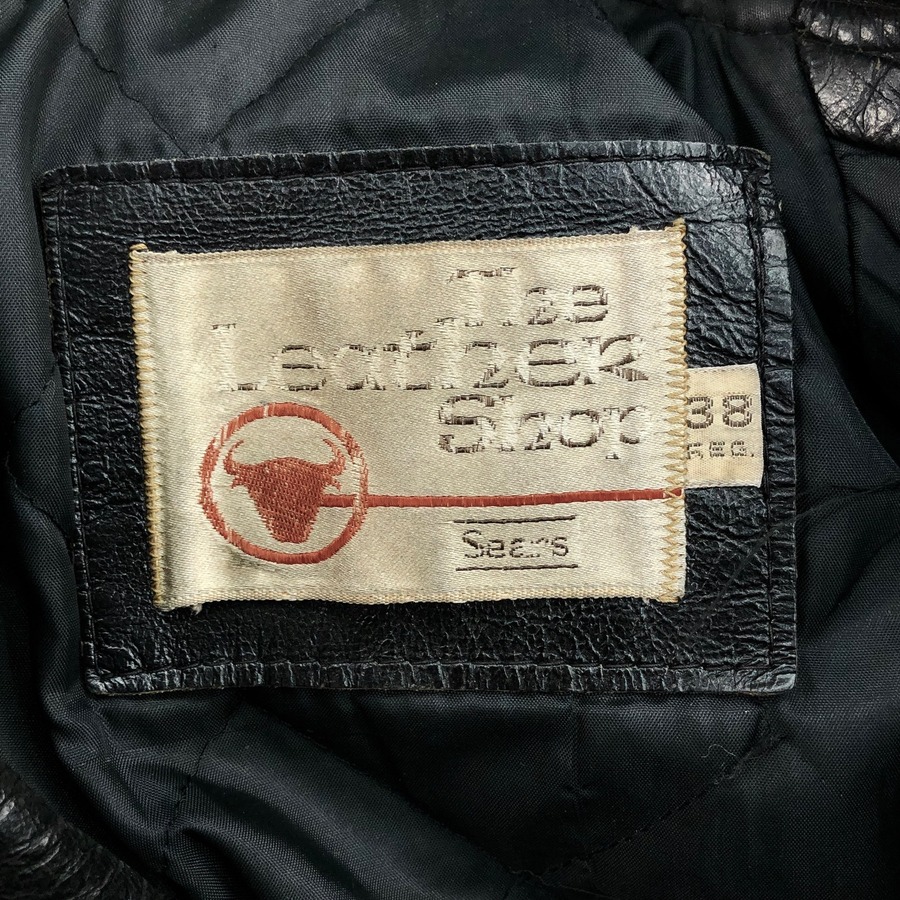 The
Leather
Shop
38
REG.
Sears